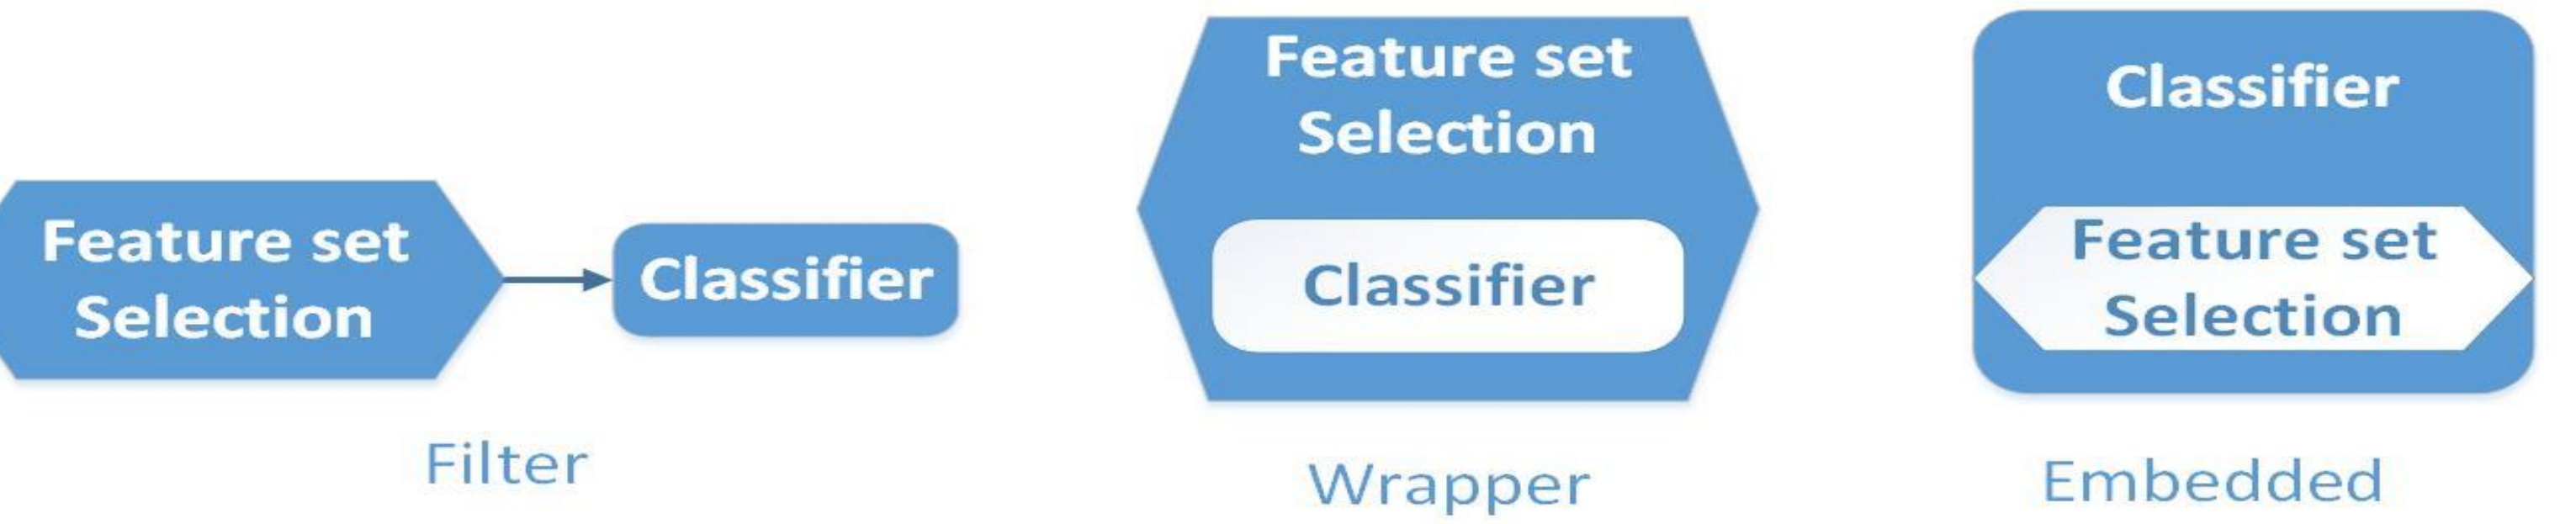 Feature set
Selection
Classifier
Filter
Feature set
Selection
Classifier
Wrapper
Classifier
Feature set
Selection
Embedded